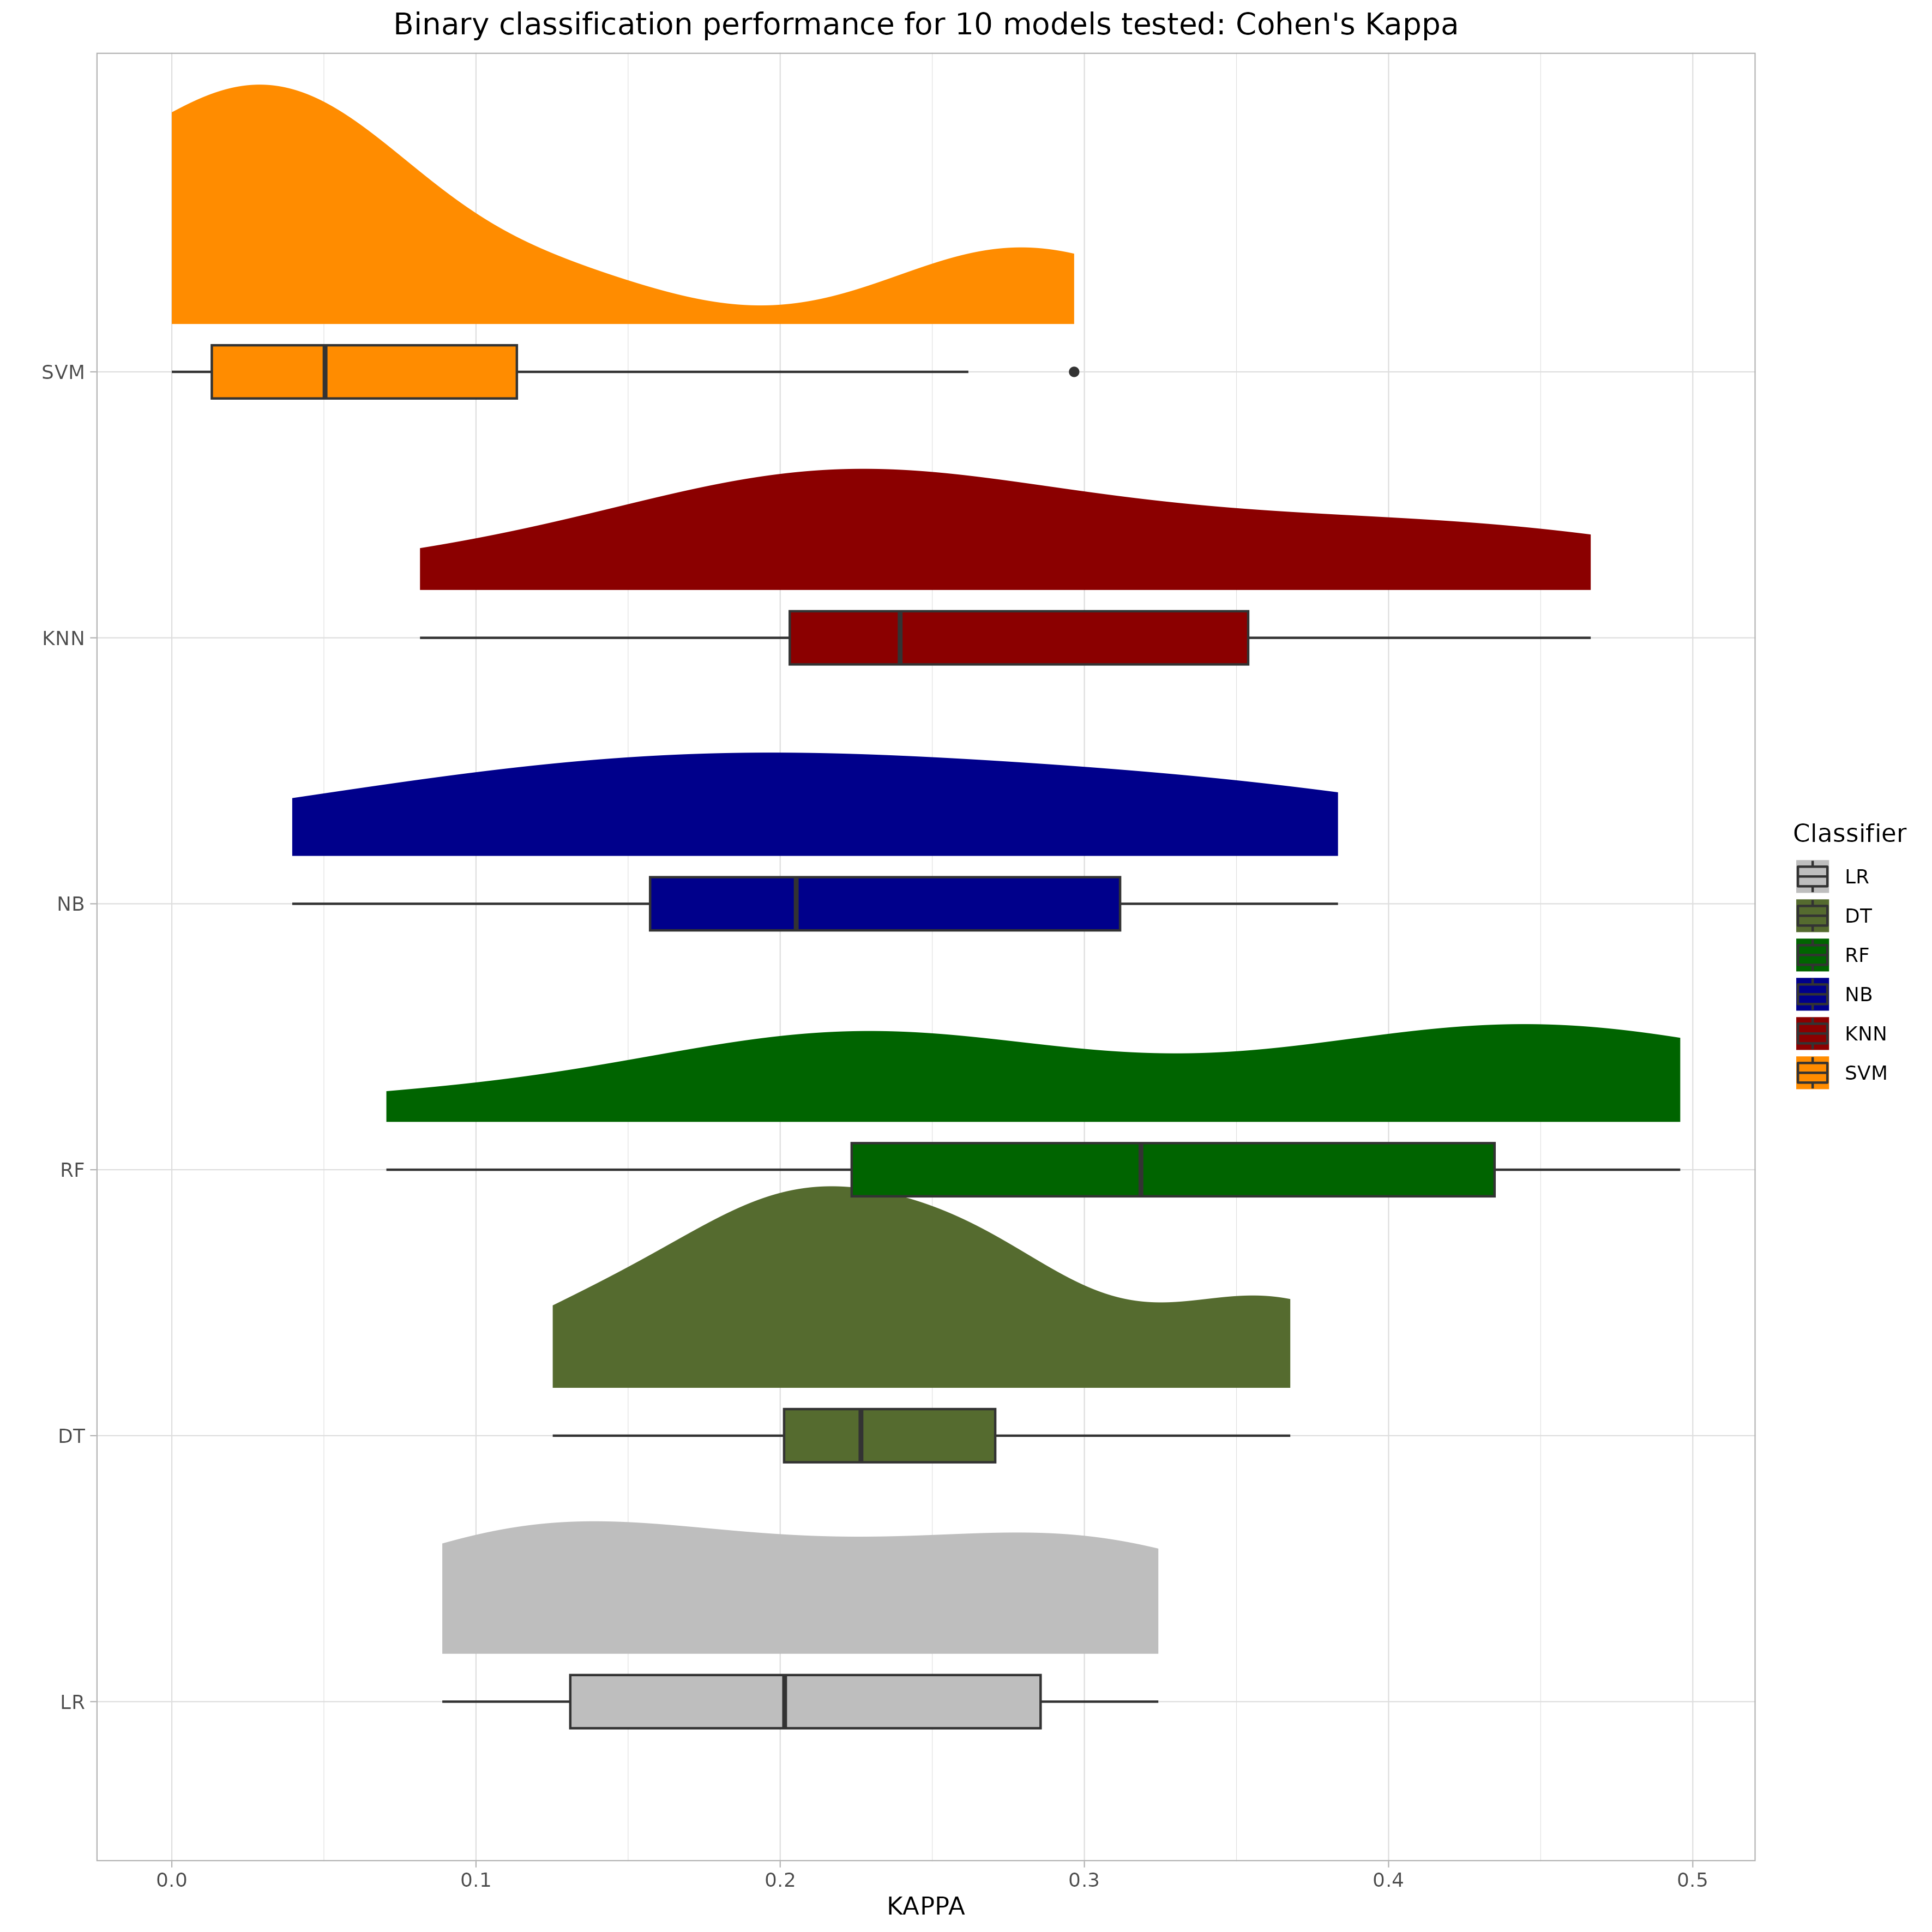 Binary classification performance for 10 models tested: Cohen's Kappa
SVM
KNN
NB
RF
DT
LR
0.0 0.1 0.2 0.3 0.4 0.5
KAPPA
Classifier
LR
DT
RF
NB
KNN
SVM